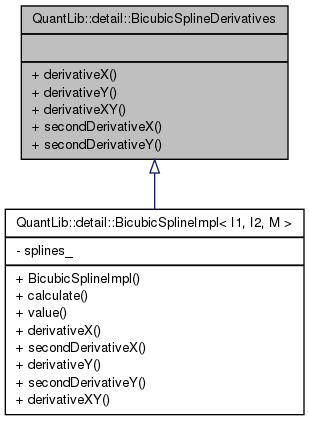 QuantLib::detail::BicubicSplineDerivatives
+ derivativeX()
+ derivativeY()
+ derivativeXY()
+ secondDerivativeX()
+ secondDerivativeY()
QuantLib::detail::BicubicSplineImpl< I1, I2, M >
- splines_
+ BicubicSplineImpl()
+ calculate()
+ value()
+ derivativeX()
+ secondDerivativeX()
+ derivativeY()
+ secondDerivativeY()
+ derivativeXY()